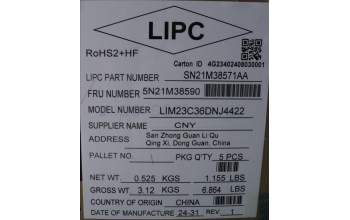 LIPC
RoHS2+HF
Carton ID 4G23402408030001
LIPC PART NUMBER SN21M38571AA
FRU NUMBER 5N21M38590
MODEL NUMBER LIM23C36DNJ4422
SUPPLIER NAME CNY
ADDRESS San Zhong Guan Li Qu
Qing Xi, Dong Guan, China
PALLET NO. PKG Q'TY 5 PCS
NET WT. 0.525 KGS 1.155 LBS
GROSS WT. 3.12 KGS 6.864 LBS
COUNTRY OF ORIGIN CHINA
DATE OF MANUFACTURE 24-31 REV. 1